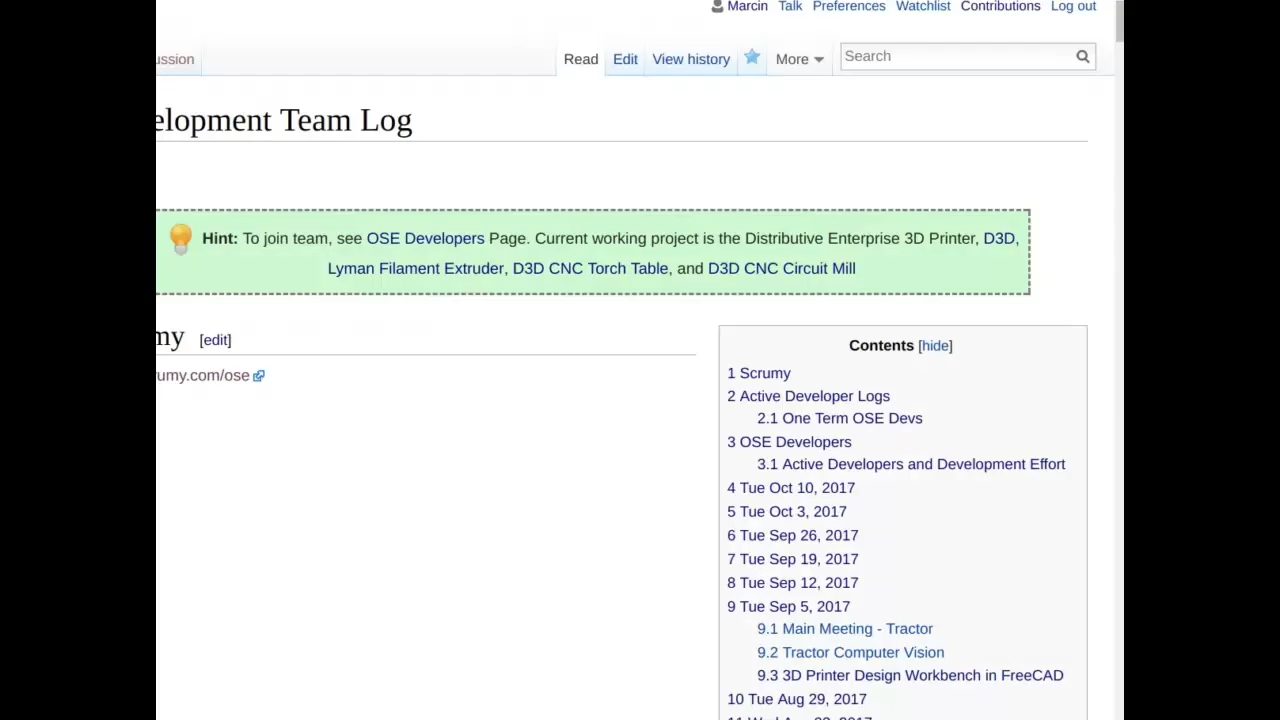 Marcin Talk Preferences Watchlist Contributions Log out
ussion Read Edit View history More Search
elopment Team Log
Hint: To join team, see OSE Developers Page. Current working project is the Distributive Enterprise 3D Printer, D3D,
Lyman Filament Extruder, D3D CNC Torch Table, and D3D CNC Circuit Mill
my [edit]
umy.com/ose
Contents [hide]
1 Scrumy
2 Active Developer Logs
2.1 One Term OSE Devs
3 OSE Developers
3.1 Active Developers and Development Effort
4 Tue Oct 10, 2017
5 Tue Oct 3, 2017
6 Tue Sep 26, 2017
7 Tue Sep 19, 2017
8 Tue Sep 12, 2017
9 Tue Sep 5, 2017
9.1 Main Meeting - Tractor
9.2 Tractor Computer Vision
9.3 3D Printer Design Workbench in FreeCAD
10 Tue Aug 29, 2017